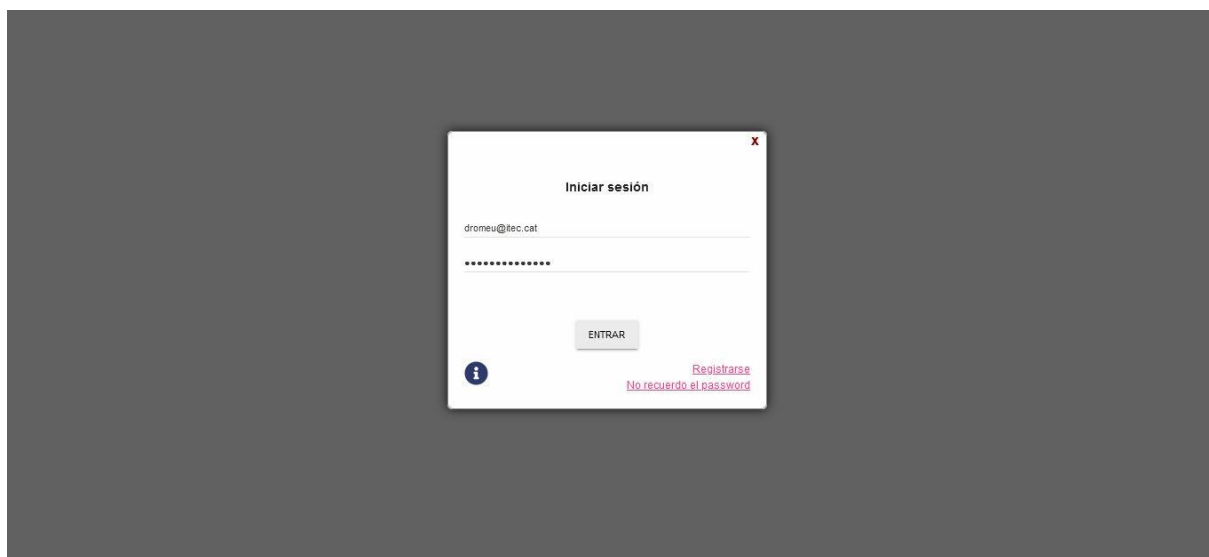 X
Iniciar sesión
dromeu@itec.cat
••••••••••••••
ENTRAR
Registrarse
No recuerdo el password